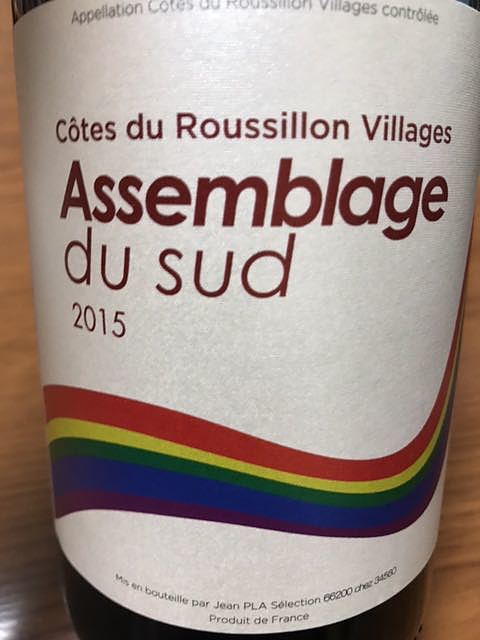 Appellation Côtes du Roussillon Villages contrôlée
Côtes du Roussillon Villages
Assemblage
du sud
2015
Mis en bouteille par Jean PLA Sélection 66200 chez 34560
Produit de France